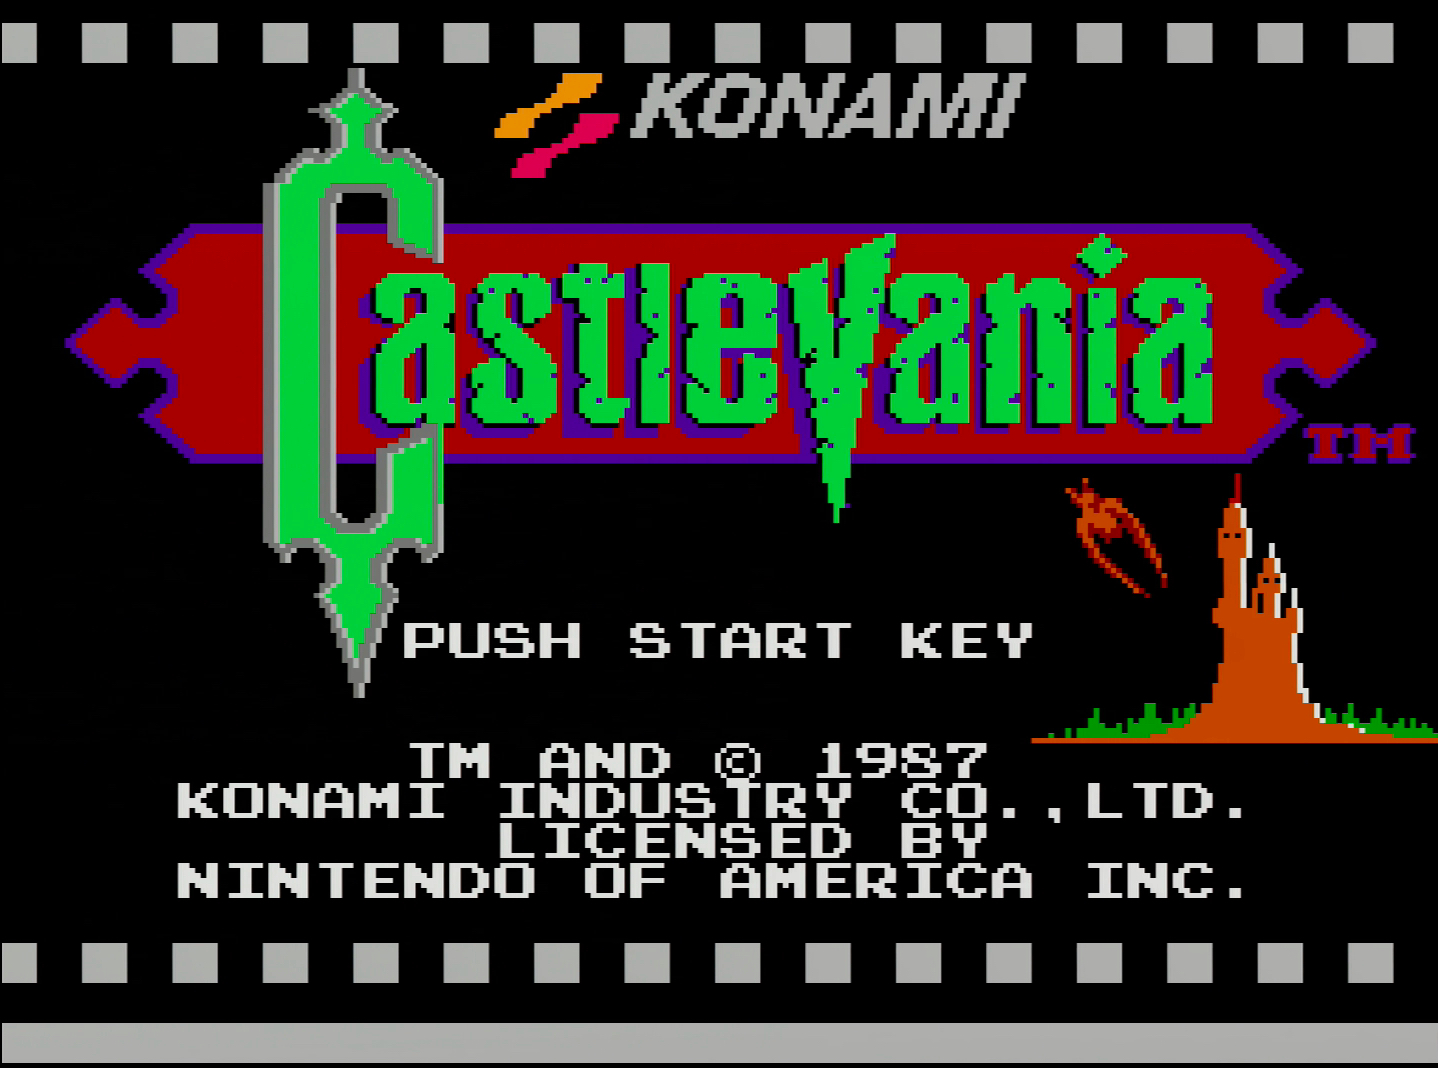 KONAMI
Castlevania
TM
PUSH START KEY
TM AND © 1987
KONAMI INDUSTRY CO.,LTD.
LICENSED BY
NINTENDO OF AMERICA INC.